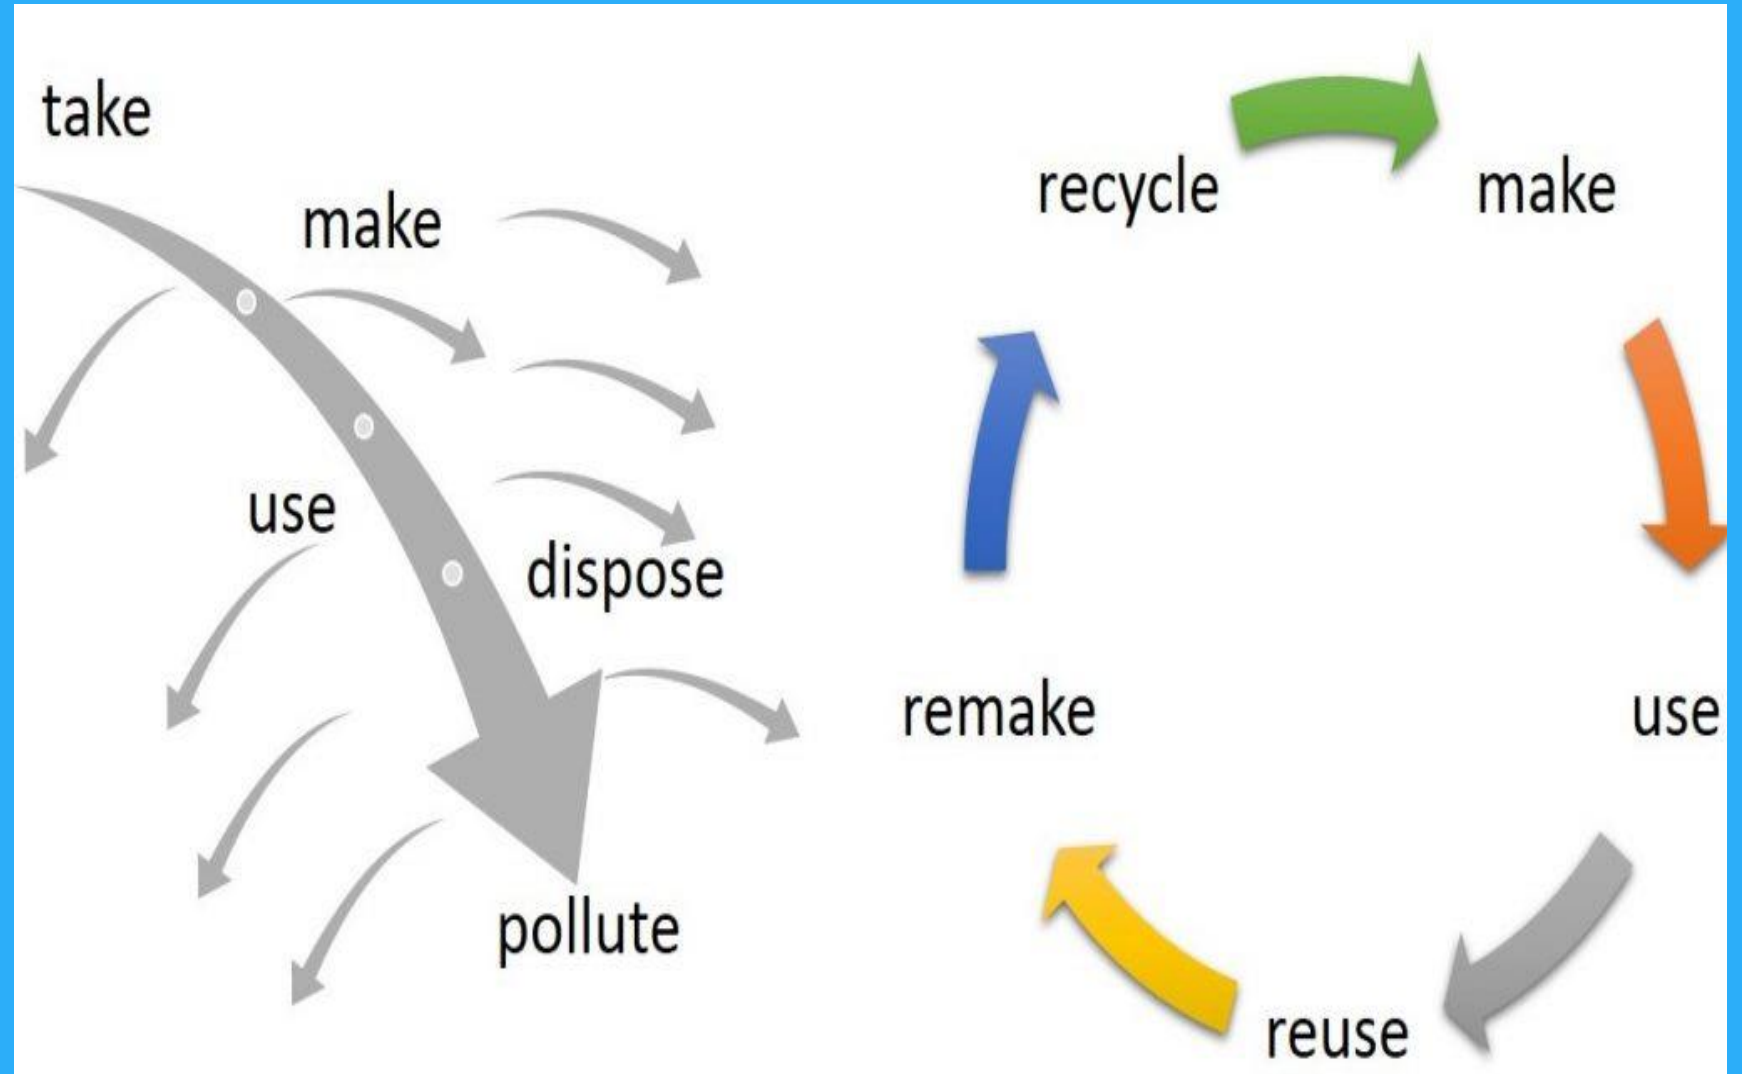 take
make
use
dispose
pollute
recycle
make
use
reuse
remake